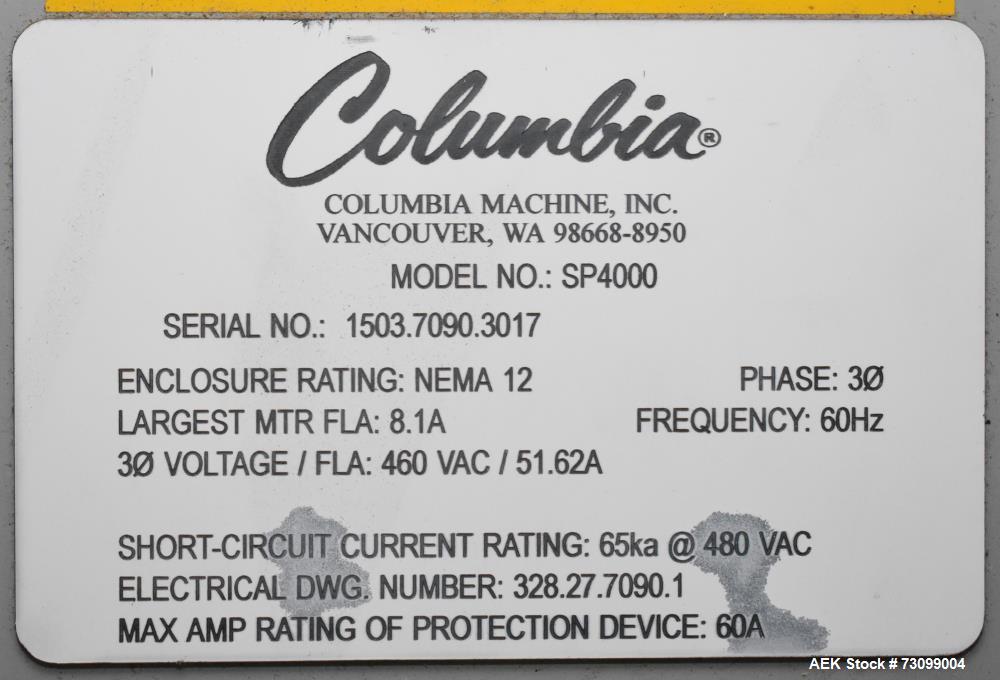 Columbia®
COLUMBIA MACHINE, INC.
VANCOUVER, WA 98668-8950
MODEL NO.: SP4000
SERIAL NO.: 1503.7090.3017
ENCLOSURE RATING: NEMA 12 PHASE: 3Ø
LARGEST MTR FLA: 8.1A FREQUENCY: 60Hz
3Ø VOLTAGE / FLA: 460 VAC / 51.62A
SHORT-CIRCUIT CURRENT RATING: 65ka @ 480 VAC
ELECTRICAL DWG. NUMBER: 328.27.7090.1
MAX AMP RATING OF PROTECTION DEVICE: 60A
AEK Stock # 73099004